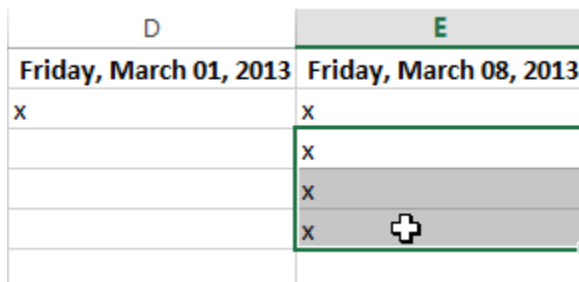 D E
Friday, March 01, 2013 Friday, March 08, 2013
x x
x
x
x